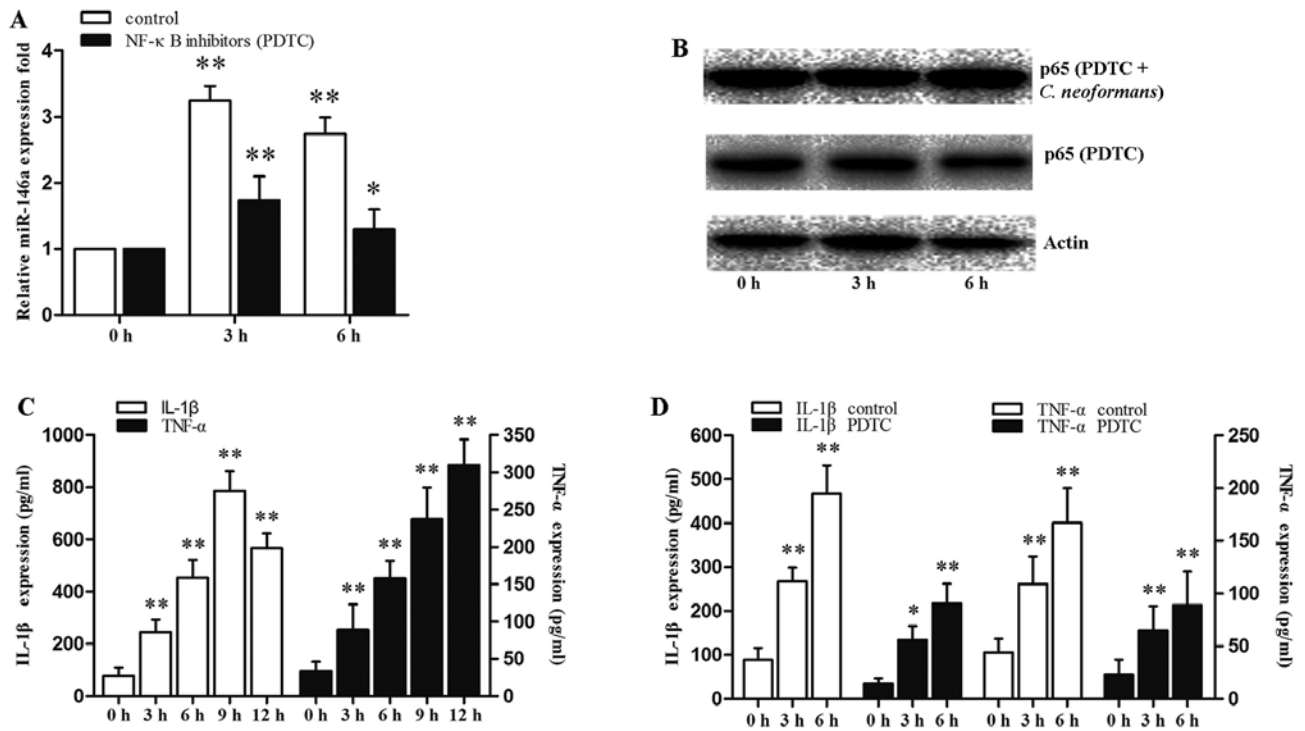 A
control
NF-κ B inhibitors (PDTC)
Relative miR-146a expression fold
4
3
2
1
0
**
**
**
*
0 h 3 h 6 h
B
p65 (PDTC +
C. neoformans)
p65 (PDTC)
Actin
0 h 3 h 6 h
C
IL-1β
TNF-α
IL-1β expression (pg/ml)
1000
800
600
400
200
0
**
**
**
**
**
**
**
**
350
300
250
200
150
100
50
0
TNF-α expression (pg/ml)
0 h 3 h 6 h 9 h 12 h 0 h 3 h 6 h 9 h 12 h
D
IL-1β control
IL-1β PDTC
TNF-α control
TNF-α PDTC
IL-1β expression (pg/ml)
600
500
400
300
200
100
0
**
**
*
**
**
**
**
**
250
200
150
100
50
0
TNF-α expression (pg/ml)
0 h 3 h 6 h 0 h 3 h 6 h 0 h 3 h 6 h 0 h 3 h 6 h